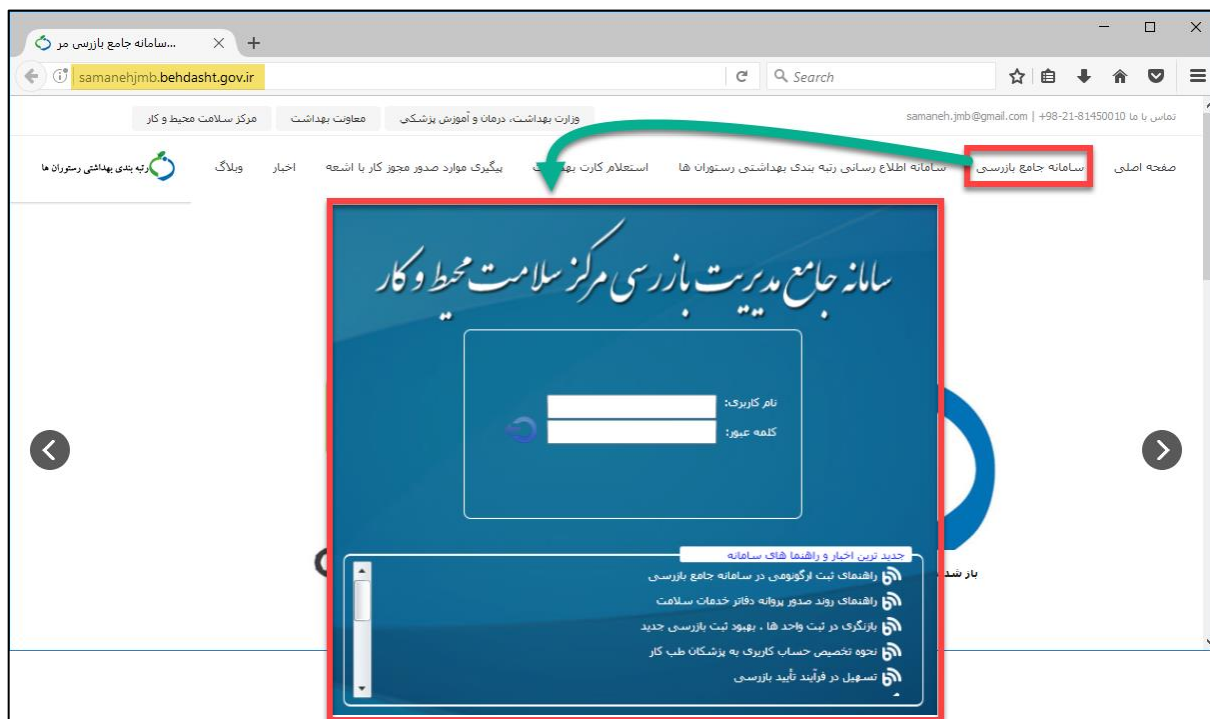 سامانه جامع بازرسی مر...
samanehjmb.behdasht.gov.ir
Search
تماس با ما samaneh.jmb@gmail.com | +98-21-81450010
وزارت بهداشت، درمان و آموزش پزشکی معاونت بهداشت مرکز سلامت محیط و کار
صفحه اصلی سامانه جامع بازرسی سامانه اطلاع رسانی رتبه بندی بهداشتی رستوران ها استعلام کارت پیگیری موارد صدور مجوز کار با اشعه اخبار وبلاگ رتبه بندی بهداشتی رستوران ها
سامانه جامع مدیریت بازرسی مرکز سلامت محیط و کار
نام کاربری:
کلمه عبور:
جدید ترین اخبار و راهنما های سامانه
راهنمای ثبت ارگونومی در سامانه جامع بازرسی
راهنمای روند صدور پروانه دفاتر خدمات سلامت
بازنگری در ثبت واحد ها ، بهبود ثبت بازرسی جدید
نحوه تخصیص حساب کاربری به پزشکان طب کار
تسهیل در فرآیند تأیید بازرسی
باز شد